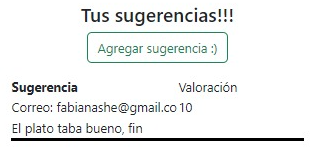 Tus sugerencias!!!
Agregar sugerencia :)
Sugerencia Valoración
Correo: fabianashe@gmail.co 10
El plato taba bueno, fin